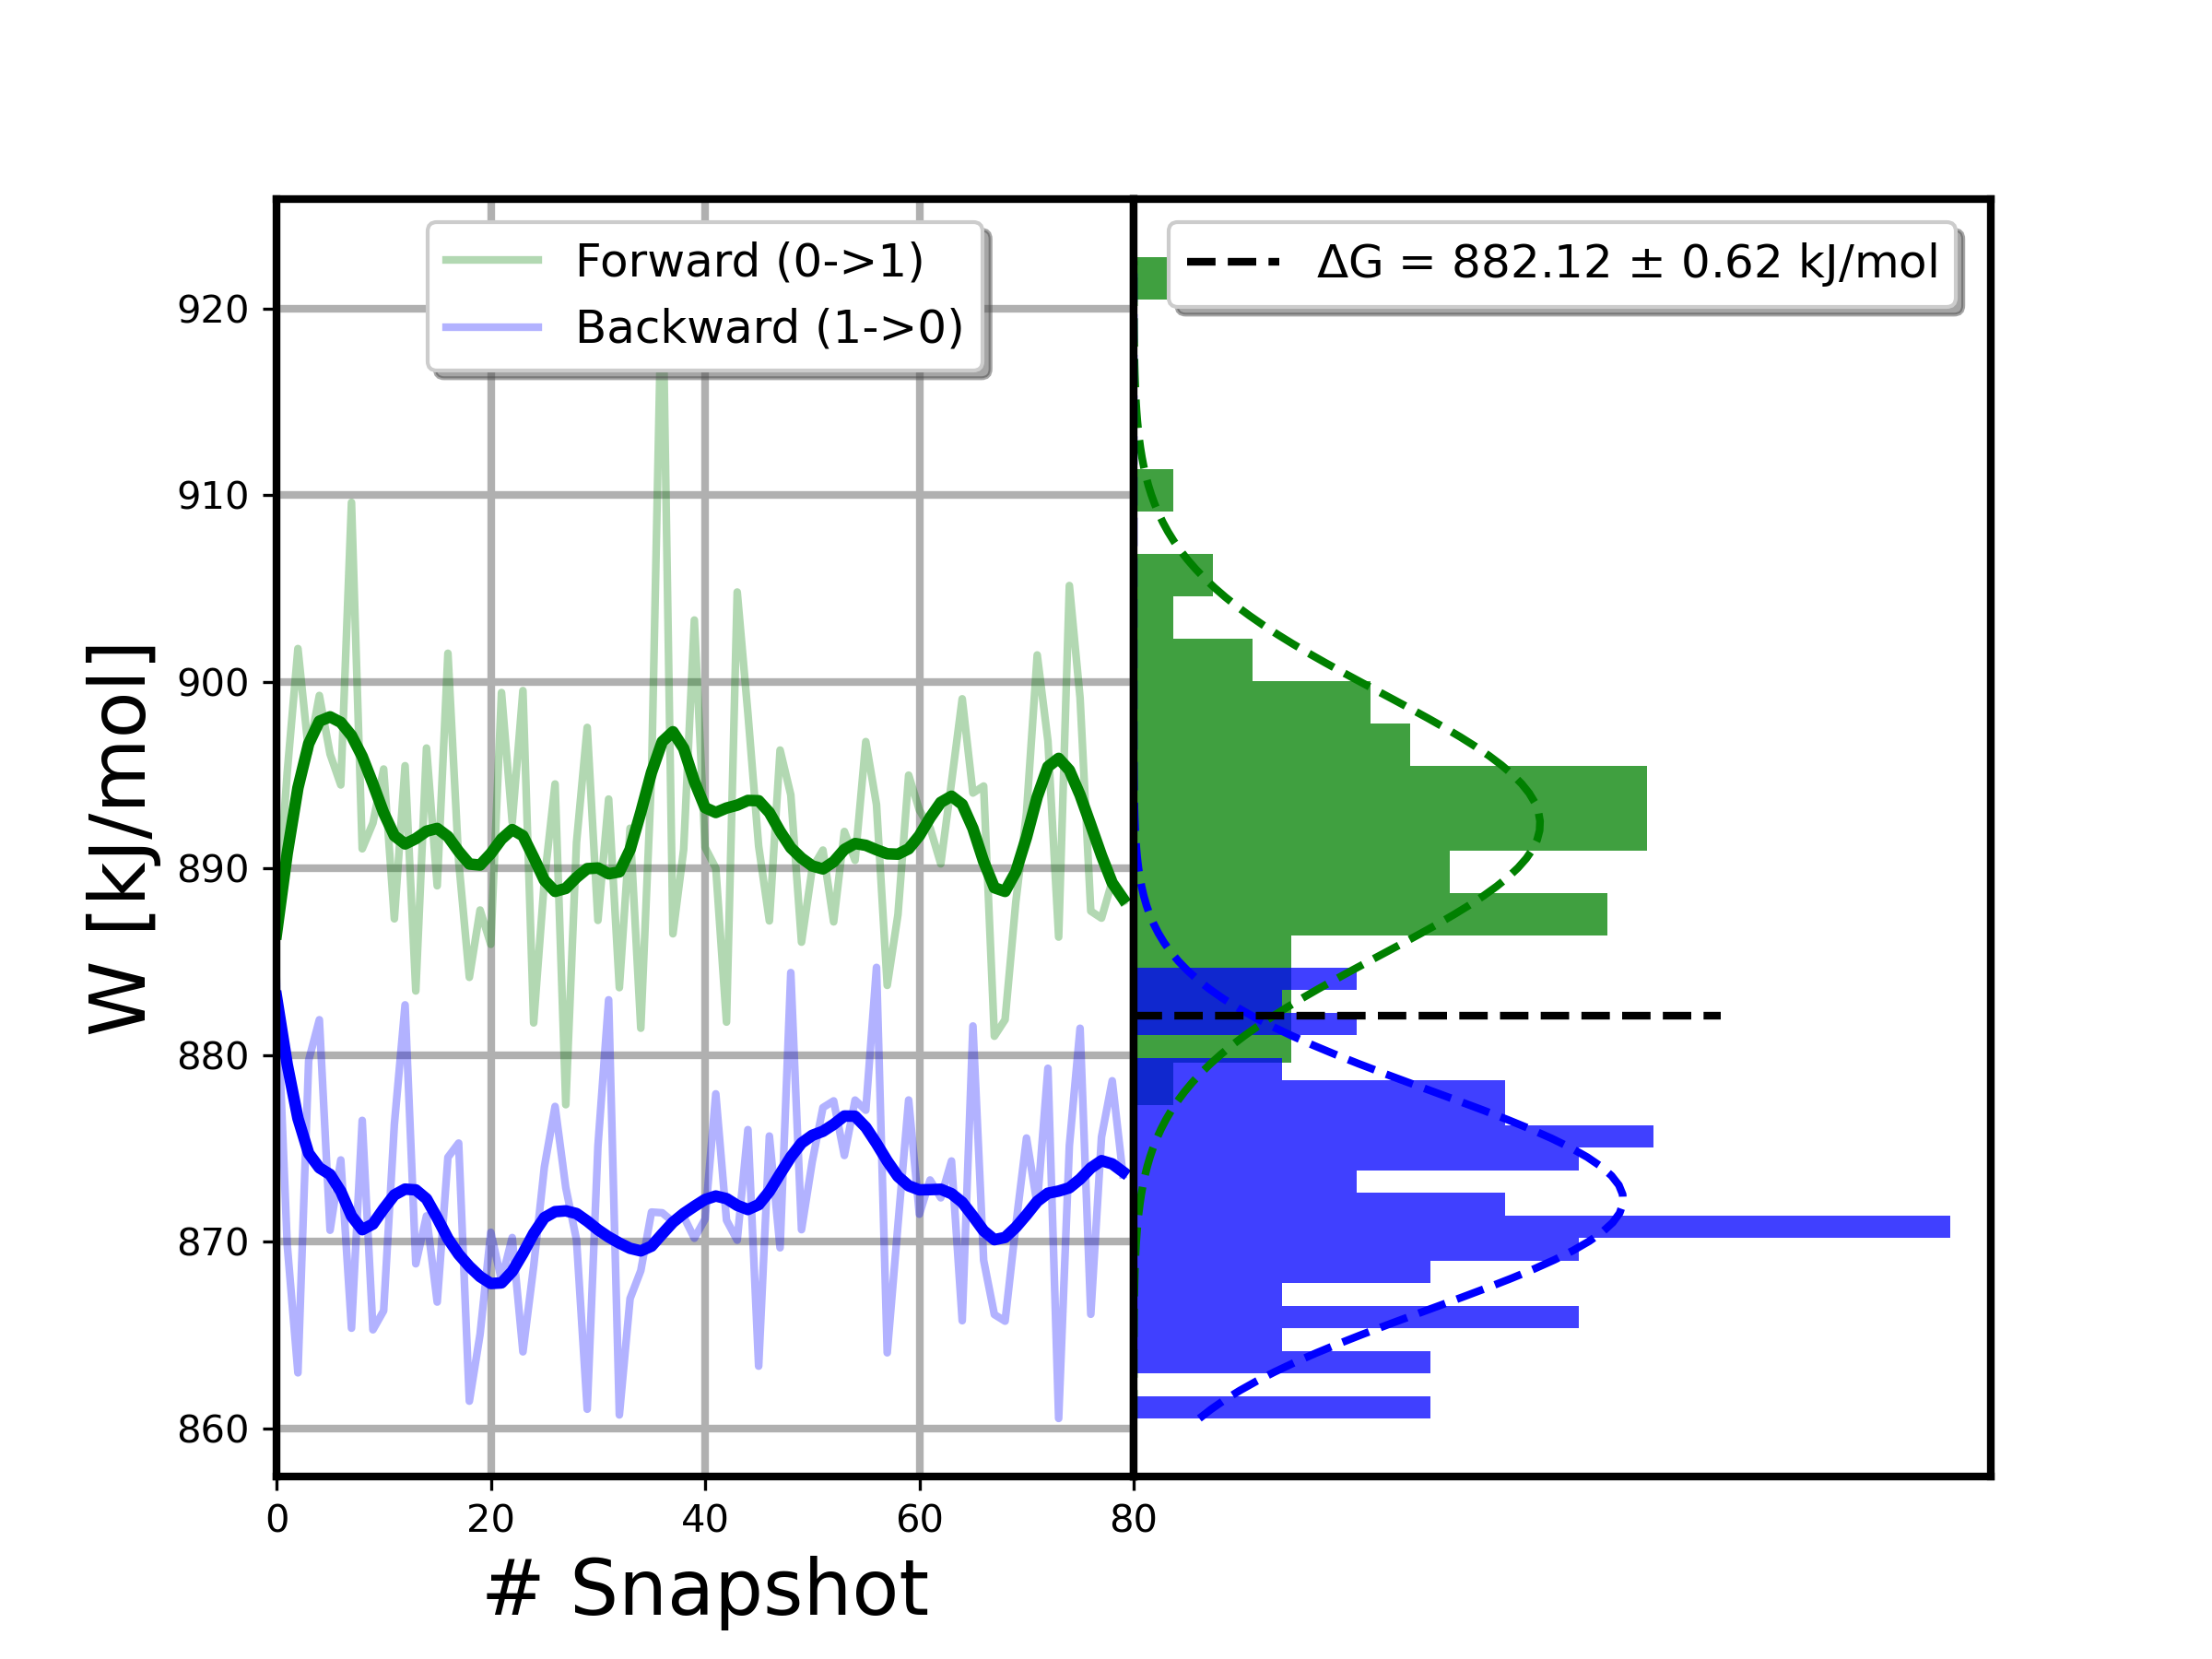 Forward (0->1)
Backward (1->0)
ΔG = 882.12 ± 0.62 kJ/mol
W [kJ/mol]
920
910
900
890
880
870
860
0 20 40 60 80
# Snapshot